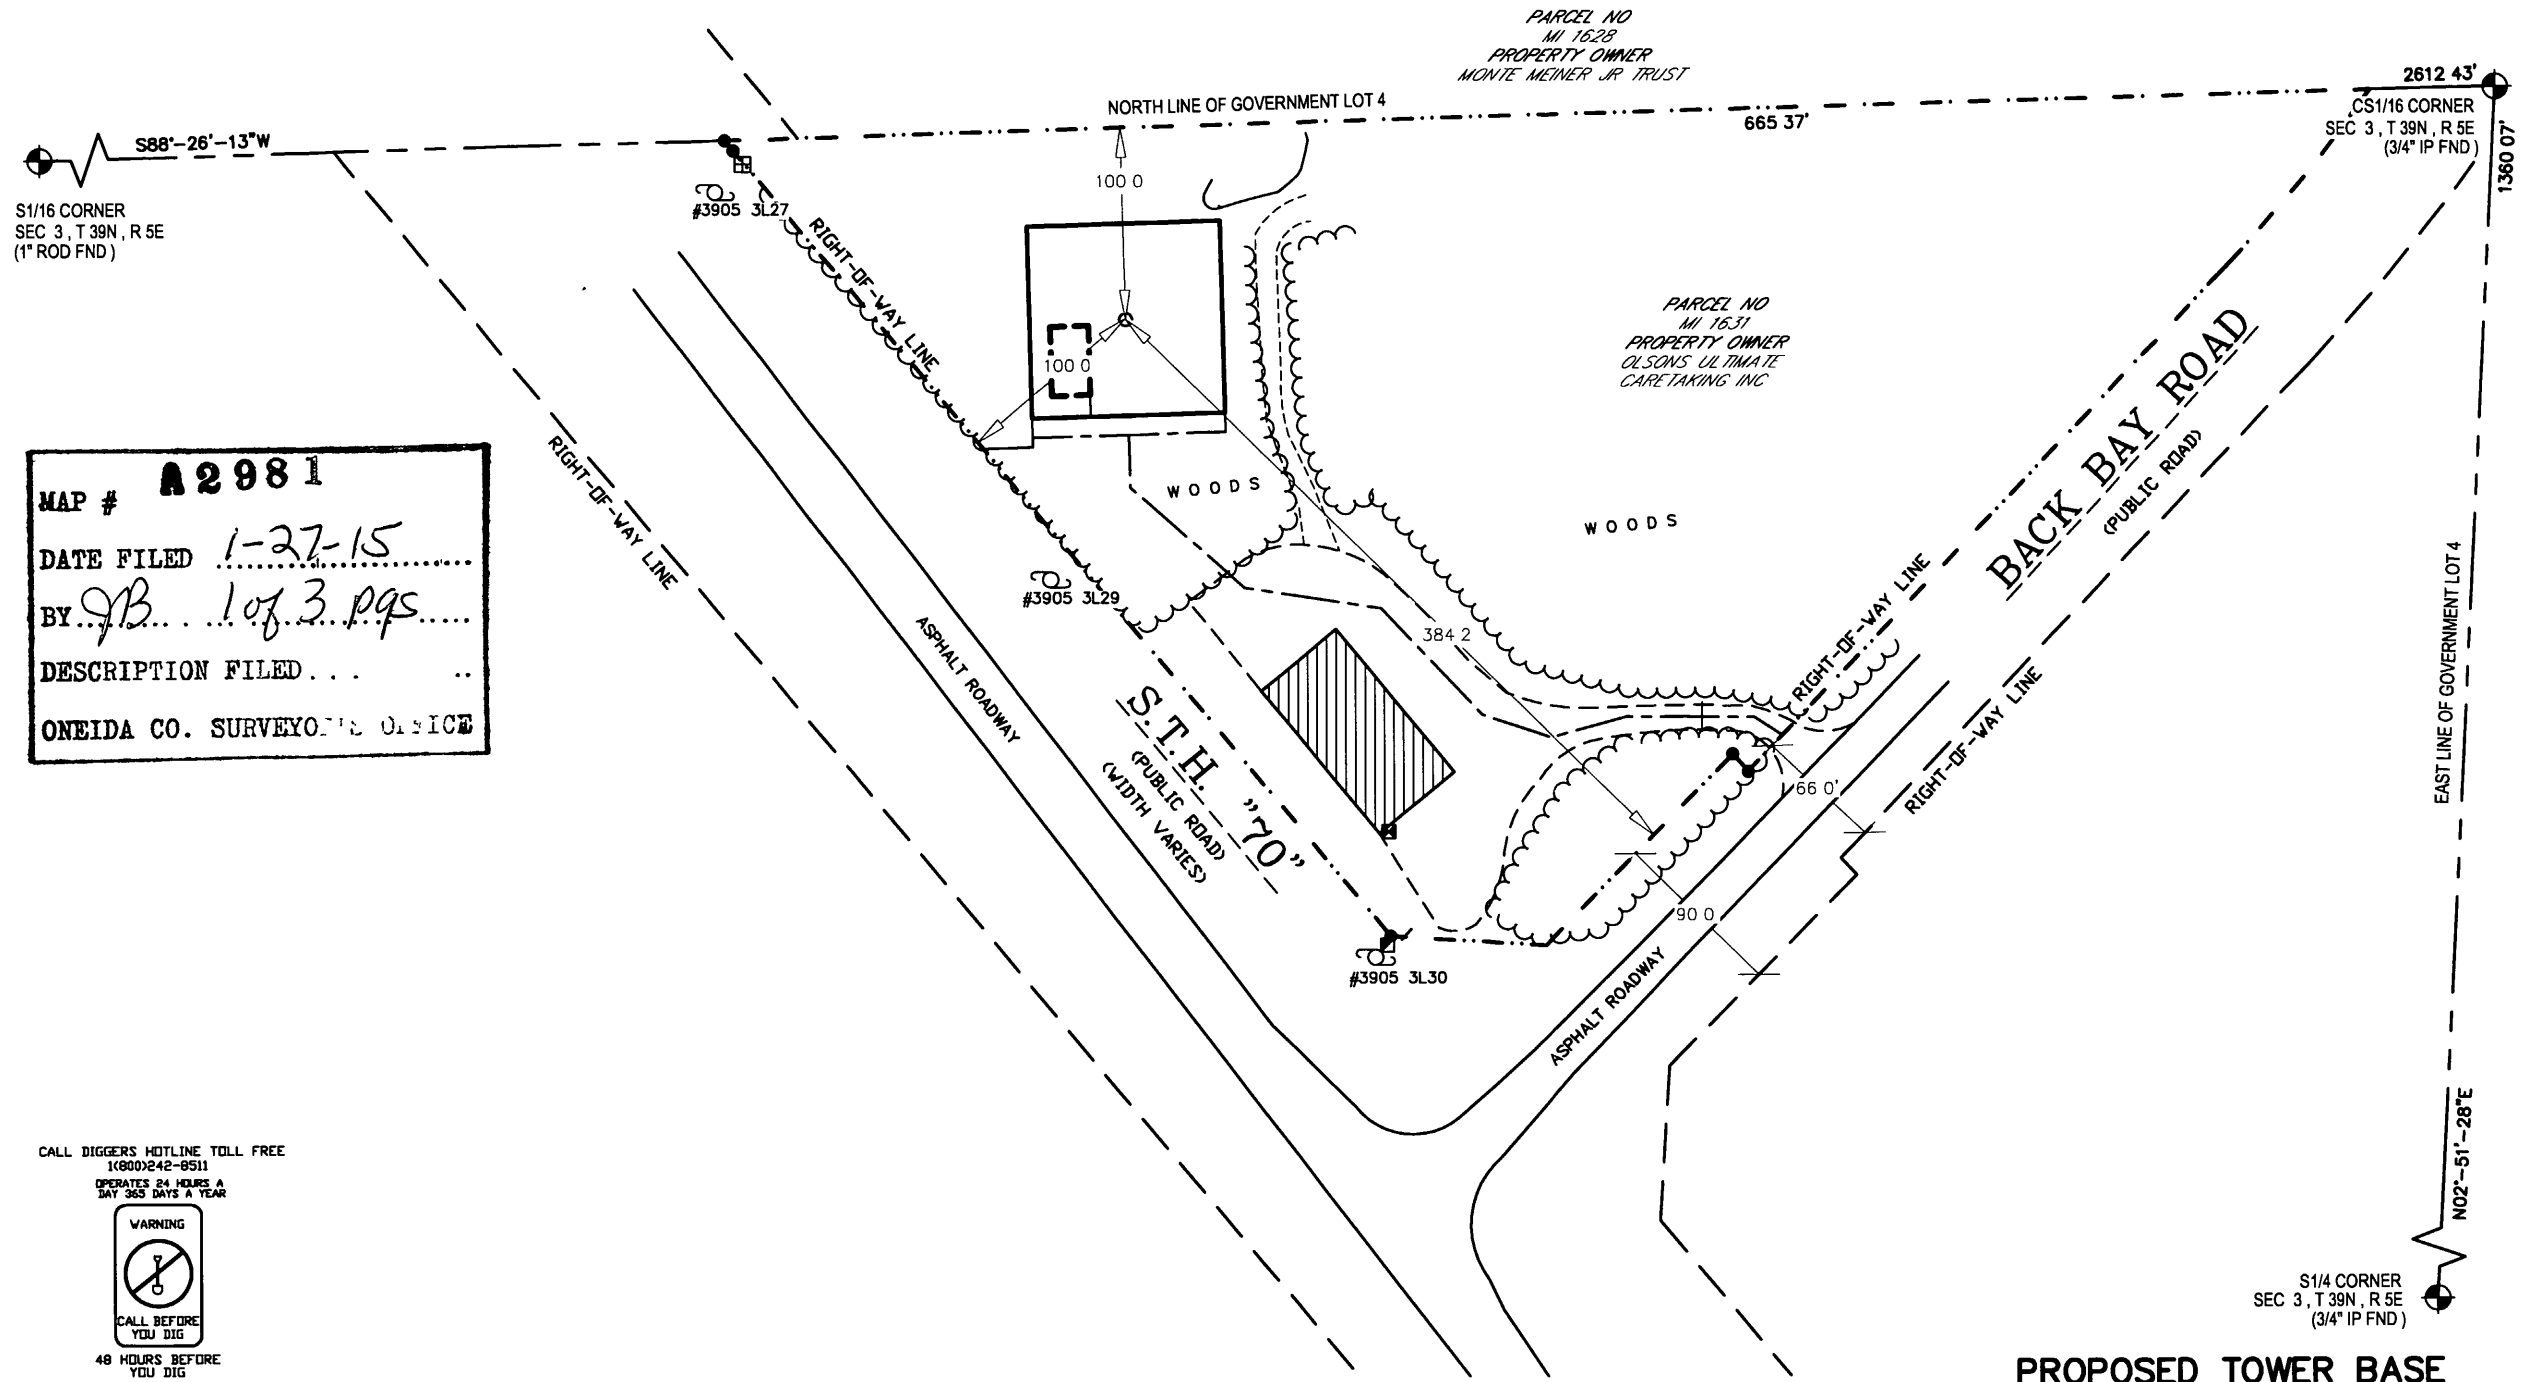 PARCEL NO
MI 1628
PROPERTY OWNER
MONTE MEINER JR TRUST
2612 43'
NORTH LINE OF GOVERNMENT LOT 4
665 37'
CS1/16 CORNER
SEC 3, T 39N, R 5E
(3/4" IP FND)
1360 07'
S88°-26'-13"W
S1/16 CORNER
SEC 3, T 39N, R 5E
(1" ROD FND)
#3905 3L27
100 0
RIGHT-OF-WAY LINE
100 0
PARCEL NO
MI 1631
PROPERTY OWNER
OLSONS ULTIMATE
CARETAKING INC
BACK BAY ROAD
(PUBLIC ROAD)
MAP # A2981
DATE FILED 1-27-15
BY JB 1 of 3 pgs
DESCRIPTION FILED... ..
ONEIDA CO. SURVEYOR'S OFFICE
RIGHT-OF-WAY LINE
WOODS
WOODS
#3905 3L29
384 2
ASPHALT ROADWAY
S.T.H. "70"
(PUBLIC ROAD)
(WIDTH VARIES)
RIGHT-OF-WAY LINE
RIGHT-OF-WAY LINE
EAST LINE OF GOVERNMENT LOT 4
66 0'
90 0
#3905 3L30
ASPHALT ROADWAY
N02°-51'-28"E
CALL DIGGERS HOTLINE TOLL FREE
1(800)242-8511
OPERATES 24 HOURS A
DAY 365 DAYS A YEAR
WARNING
CALL BEFORE
YOU DIG
48 HOURS BEFORE
YOU DIG
S1/4 CORNER
SEC 3, T 39N, R 5E
(3/4" IP FND)
PROPOSED TOWER BASE